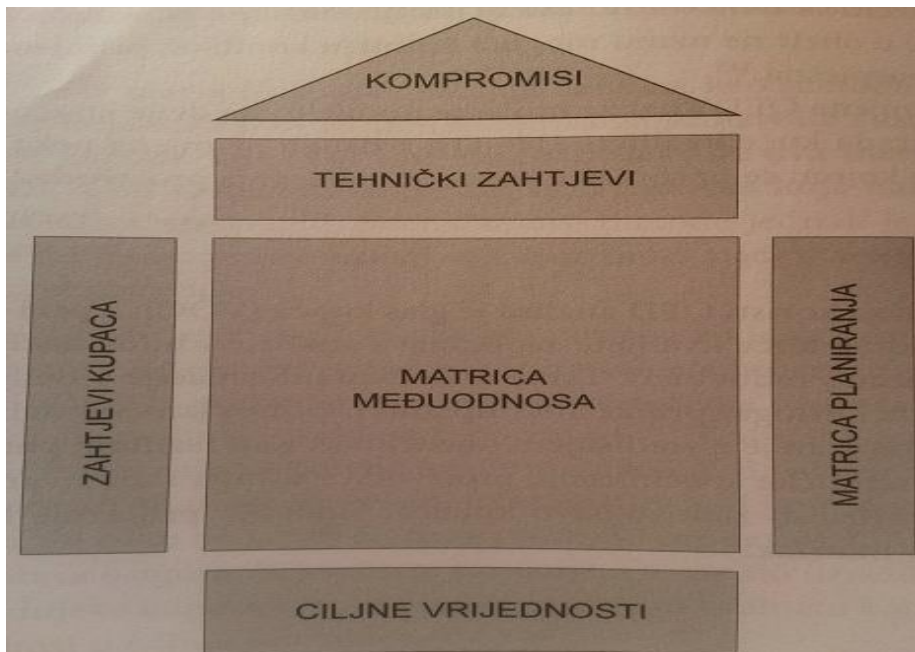 KOMPROMISI
TEHNIČKI ZAHTJEVI
ZAHTJEVI KUPACA
MATRICA
MEĐUODNOSA
MATRICA PLANIRANJA
CILJNE VRIJEDNOSTI